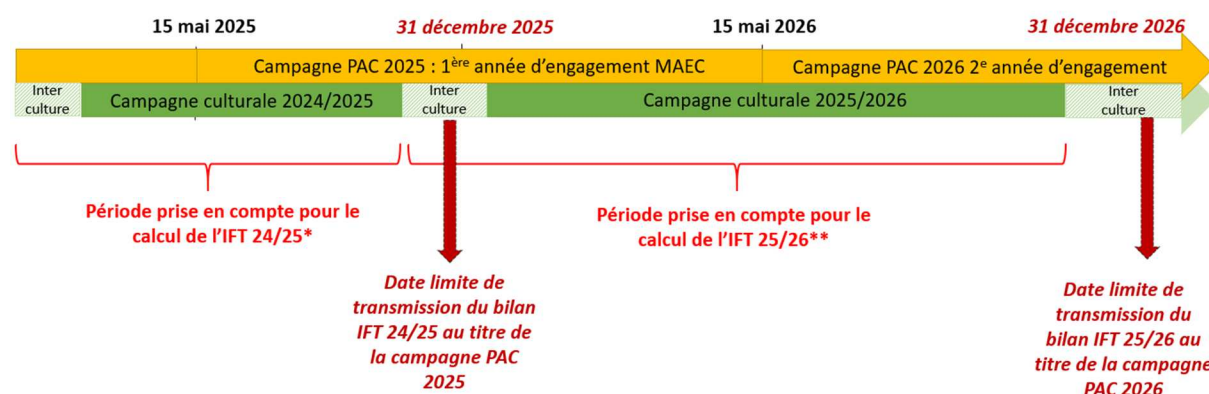 15 mai 2025
31 décembre 2025
15 mai 2026
31 décembre 2026
Campagne PAC 2025 : 1ère année d'engagement MAEC
Campagne PAC 2026 2e année d'engagement
Inter
culture
Campagne culturale 2024/2025
Inter
culture
Campagne culturale 2025/2026
Inter
culture
Période prise en compte pour le
calcul de l'IFT 24/25*
Période prise en compte pour le
calcul de l'IFT 25/26**
Date limite de
transmission du bilan
IFT 24/25 au titre de
la campagne PAC
2025
Date limite de
transmission du
bilan IFT 25/26 au
titre de la campagne
PAC 2026